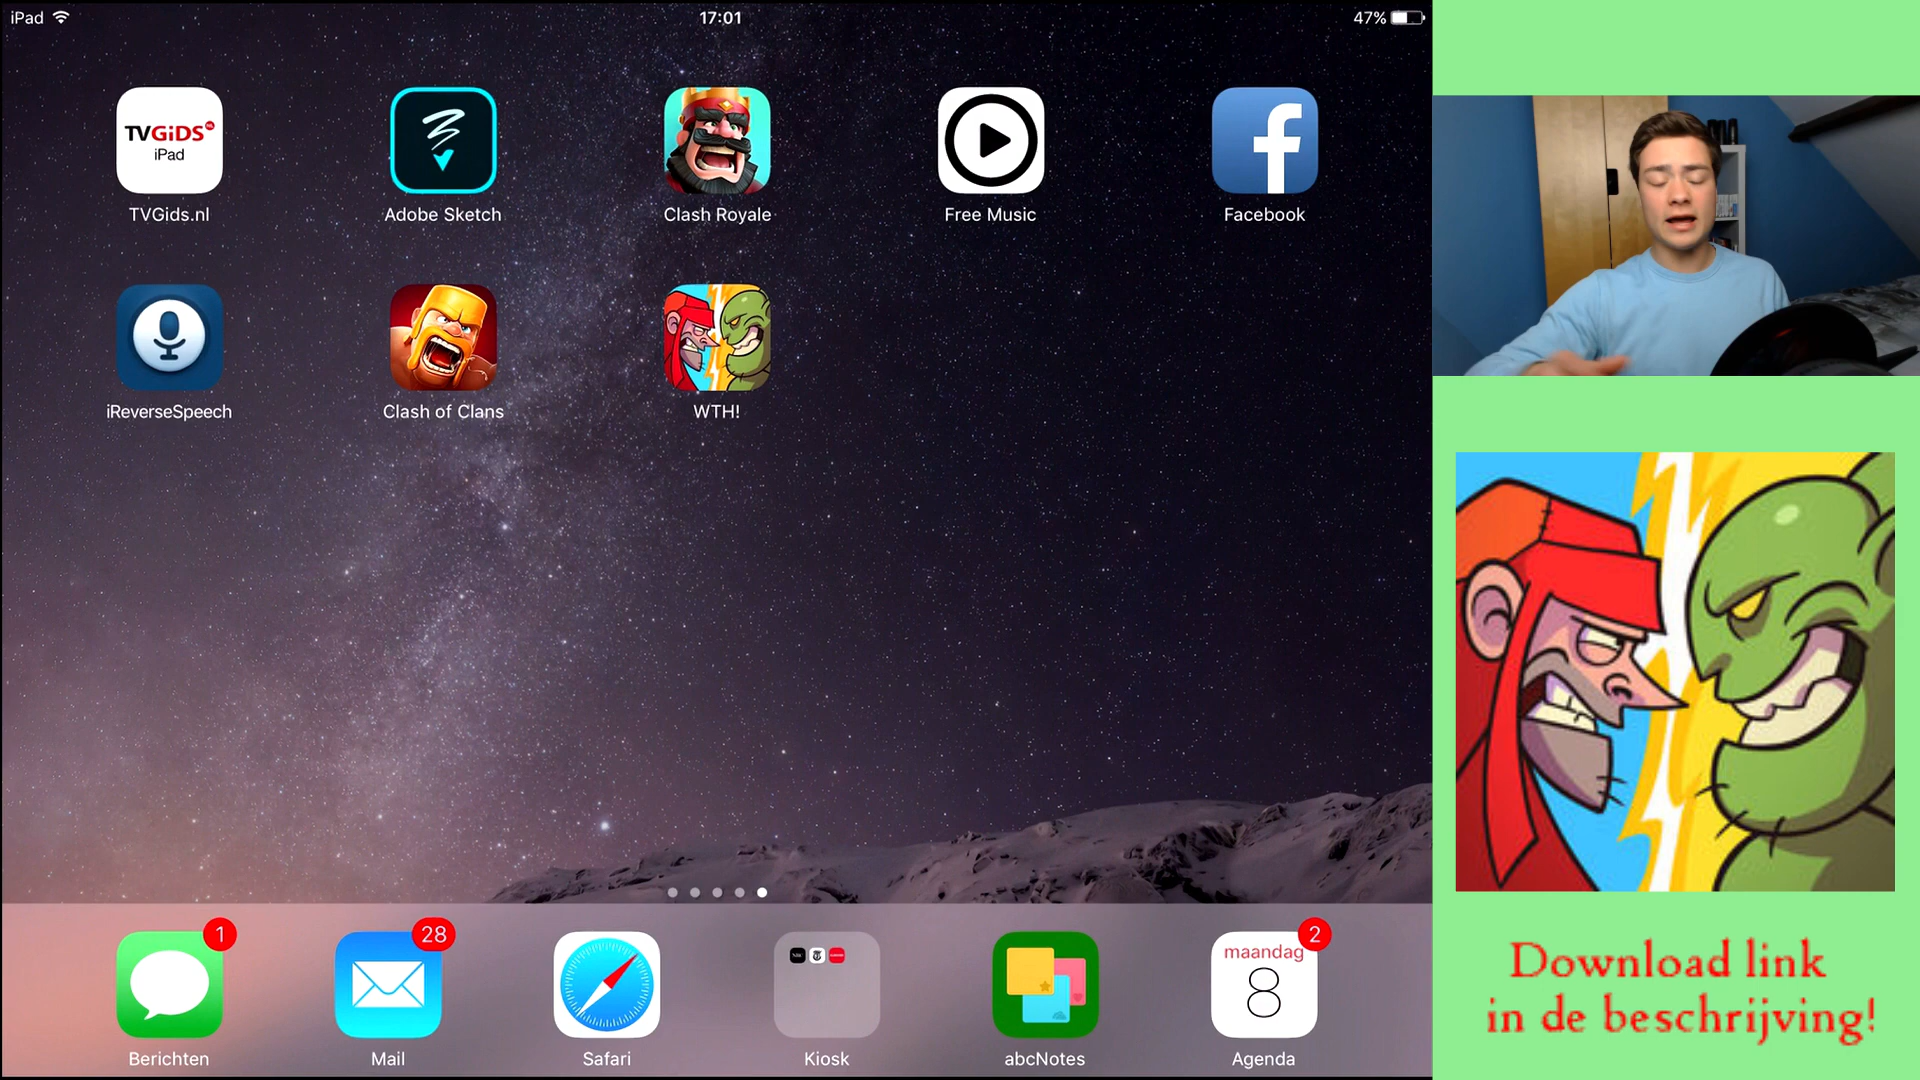 iPad
17:01
47%
TVGiDS
iPad
TVGids.nl
Adobe Sketch
Clash Royale
Free Music
Facebook
iReverseSpeech
Clash of Clans
WTH!
1
28
maandag
8
2
Berichten
Mail
Safari
Kiosk
abcNotes
Agenda
Download link
in de beschrijving!